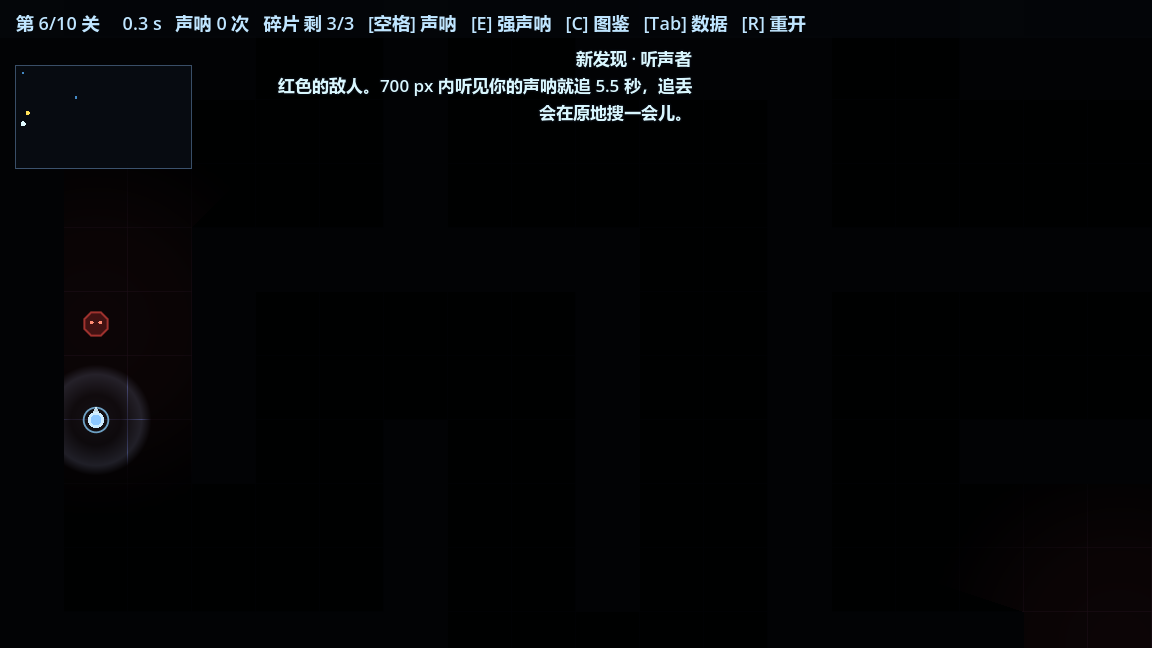 第 6/10 关 0.3 s 声呐 0 次 碎片 剩 3/3 [空格] 声呐 [E] 强声呐 [C] 图鉴 [Tab] 数据 [R] 重开
新发现 · 听声者
红色的敌人。700 px 内听见你的声呐就追 5.5 秒，追丢
会在原地搜一会儿。